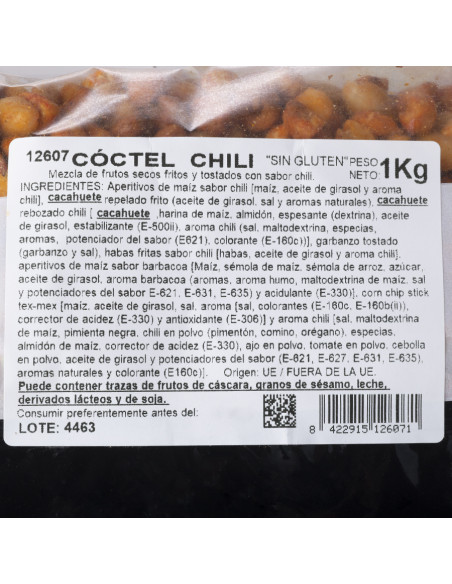 12607 CÓCTEL CHILI "SIN GLUTEN" PESO NETO: 1Kg
Mezcla de frutos secos fritos y tostados con sabor chili.
INGREDIENTES: Aperitivos de maíz sabor chili [maíz, aceite de girasol y aroma
chili], cacahuete repelado frito (aceite de girasol, sal y aromas naturales), cacahuete
rebozado chili [ cacahuete ,harina de maíz, almidón, espesante (dextrina), aceite
de girasol, estabilizante (E-500ii), aroma chili (sal, maltodextrina, especias,
aromas, potenciador del sabor (E621), colorante (E-160c))], garbanzo tostado
(garbanzo y sal), habas fritas sabor chili [habas, aceite de girasol y aroma chili],
aperitivos de maíz sabor barbacoa [Maíz, sémola de maíz, sémola de arroz, azúcar,
aceite de girasol, aroma barbacoa (aromas, aroma humo, maltodextrina de maíz, sal
y potenciadores del sabor E-621, E-631, E-635) y acidulante (E-330)], corn chip stick
tex-mex [maíz, aceite de girasol, sal, aroma [sal, colorantes (E-160c, E-160b(ii)),
corrector de acidez (E-330) y antioxidante (E-306)] y aroma chili (sal, maltodextrina
de maíz, pimienta negra, chili en polvo (pimentón, comino, orégano), especias,
almidón de maíz, corrector de acidez (E-330), ajo en polvo, tomate en polvo, cebolla
en polvo, aceite de girasol y potenciadores del sabor (E-621, E-627, E-631, E-635),
aromas naturales y colorante (E160c)]. Origen: UE / FUERA DE LA UE.
Puede contener trazas de frutos de cáscara, granos de sésamo, leche,
derivados lácteos y de soja.
Consumir preferentemente antes del:
LOTE: 4463
8 422915 126071